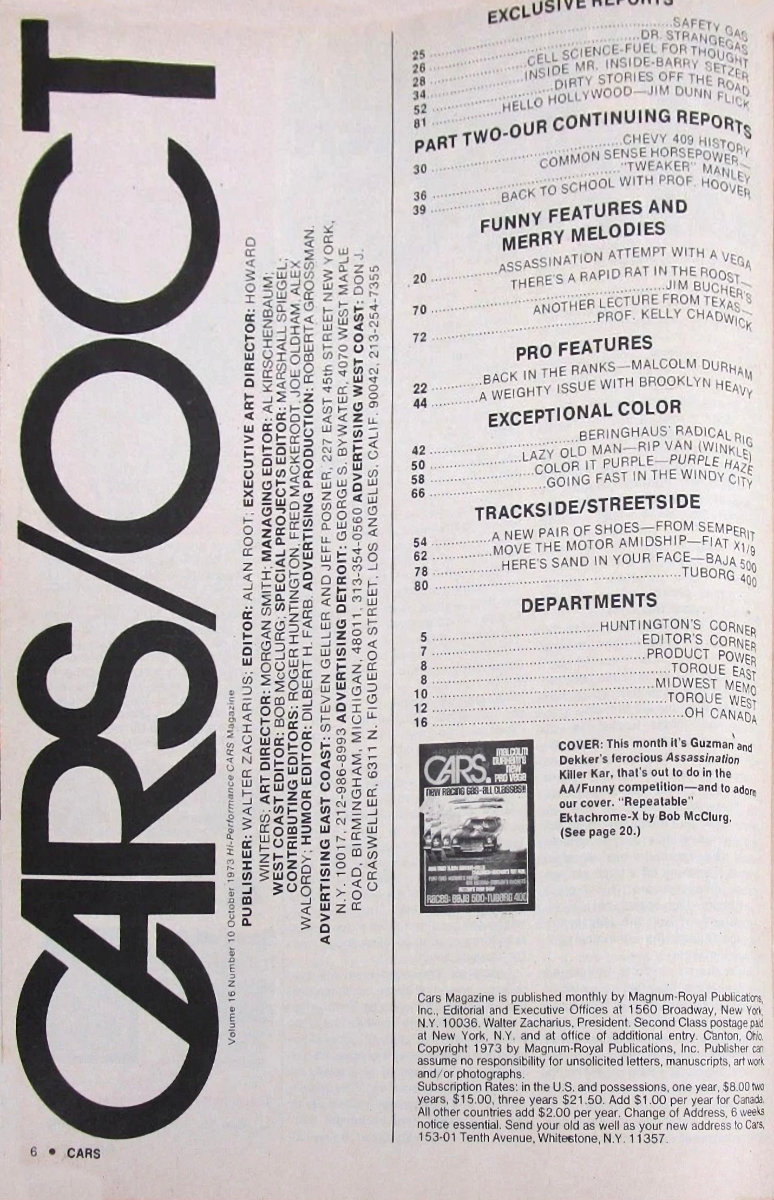 CARS/OCT
Volume 16 Number 10 October 1973 Hi-Performance CARS Magazine
PUBLISHER: WALTER ZACHARIUS; EDITOR: ALAN ROOT; EXECUTIVE ART DIRECTOR: HOWARD
WINTERS; ART DIRECTOR: MORGAN SMITH; MANAGING EDITOR: AL KIRSCHENBAUM;
WEST COAST EDITOR: BOB McCLURG; SPECIAL PROJECTS EDITOR: MARSHALL SPIEGEL;
CONTRIBUTING EDITORS: ROGER HUNTINGTON, FRED MACKERODT, JOE OLDHAM, ALEX
WALORDY; HUMOR EDITOR: DILBERT H. FARB. ADVERTISING PRODUCTION: ROBERTA GROSSMAN.
ADVERTISING EAST COAST: STEVEN GELLER AND JEFF POSNER, 227 EAST 45th STREET NEW YORK,
N.Y. 10017, 212-986-8993 ADVERTISING DETROIT: GEORGE S. BYWATER, 4070 WEST MAPLE
ROAD, BIRMINGHAM, MICHIGAN, 48011, 313-354-0560 ADVERTISING WEST COAST: DON J.
CRASWELLER, 6311 N. FIGUEROA STREET, LOS ANGELES, CALIF. 90042, 213-254-7355
EXCLUSIVE REPORTS
25 SAFETY GAS
26 DR. STRANGEGAS
28 CELL SCIENCE-FUEL FOR THOUGHT
34 INSIDE MR. INSIDE-BARRY SETZER
52 DIRTY STORIES OFF THE ROAD
81 HELLO HOLLYWOOD—JIM DUNN FLICK
PART TWO-OUR CONTINUING REPORTS
30 CHEVY 409 HISTORY
COMMON SENSE HORSEPOWER—
36 "TWEAKER" MANLEY
39 BACK TO SCHOOL WITH PROF. HOOVER
FUNNY FEATURES AND
MERRY MELODIES
20 ASSASSINATION ATTEMPT WITH A VEGA
THERE'S A RAPID RAT IN THE ROOST—
70 JIM BUCHER'S
ANOTHER LECTURE FROM TEXAS—
72 PROF. KELLY CHADWICK
PRO FEATURES
22 BACK IN THE RANKS—MALCOLM DURHAM
44 A WEIGHTY ISSUE WITH BROOKLYN HEAVY
EXCEPTIONAL COLOR
42 BERINGHAUS' RADICAL RIG
50 LAZY OLD MAN—RIP VAN (WINKLE)
58 COLOR IT PURPLE—PURPLE HAZE
66 GOING FAST IN THE WINDY CITY
TRACKSIDE/STREETSIDE
54 A NEW PAIR OF SHOES—FROM SEMPERIT
62 MOVE THE MOTOR AMIDSHIP—FIAT X1/9
78 HERE'S SAND IN YOUR FACE—BAJA 500
80 TUBORG 400
DEPARTMENTS
5 HUNTINGTON'S CORNER
7 EDITOR'S CORNER
8 PRODUCT POWER
8 TORQUE EAST
10 MIDWEST MEMO
12 TORQUE WEST
16 OH CANADA
CARS.
MALCOLM
DURHAM'S
NEW
PRO VEGA
NEW RACING GAS-ALL CLASSES!!
RACES: BAJA 500-TUBORG 400
COVER: This month it's Guzman and
Dekker's ferocious Assassination
Killer Kar, that's out to do in the
AA/Funny competition—and to adorn
our cover. "Repeatable"
Ektachrome-X by Bob McClurg.
(See page 20.)
Cars Magazine is published monthly by Magnum-Royal Publications,
Inc., Editorial and Executive Offices at 1560 Broadway, New York,
N.Y. 10036. Walter Zacharius, President. Second Class postage paid
at New York, N.Y. and at office of additional entry. Canton, Ohio.
Copyright 1973 by Magnum-Royal Publications, Inc. Publisher can
assume no responsibility for unsolicited letters, manuscripts, art work
and/or photographs.
Subscription Rates: in the U.S. and possessions, one year, $8.00 two
years, $15.00, three years $21.50. Add $1.00 per year for Canada.
All other countries add $2.00 per year. Change of Address, 6 weeks
notice essential. Send your old as well as your new address to Cars,
153-01 Tenth Avenue, Whitestone, N.Y. 11357.
6 • CARS